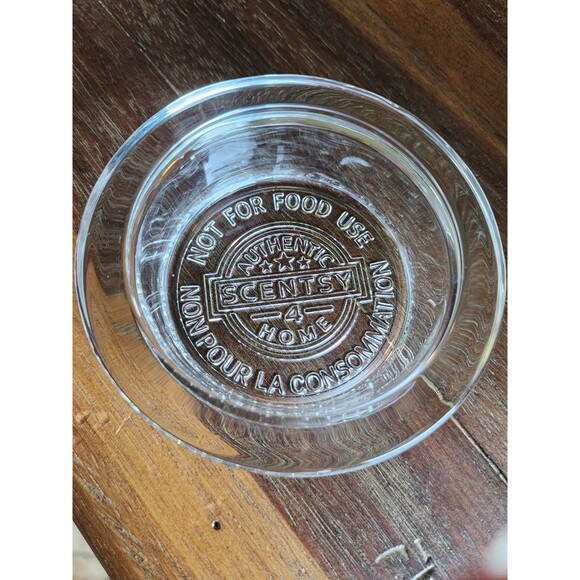 NOT FOR FOOD USE
AUTHENTIC
SCENTSY
4
HOME
NON POUR LA CONSOMMATION